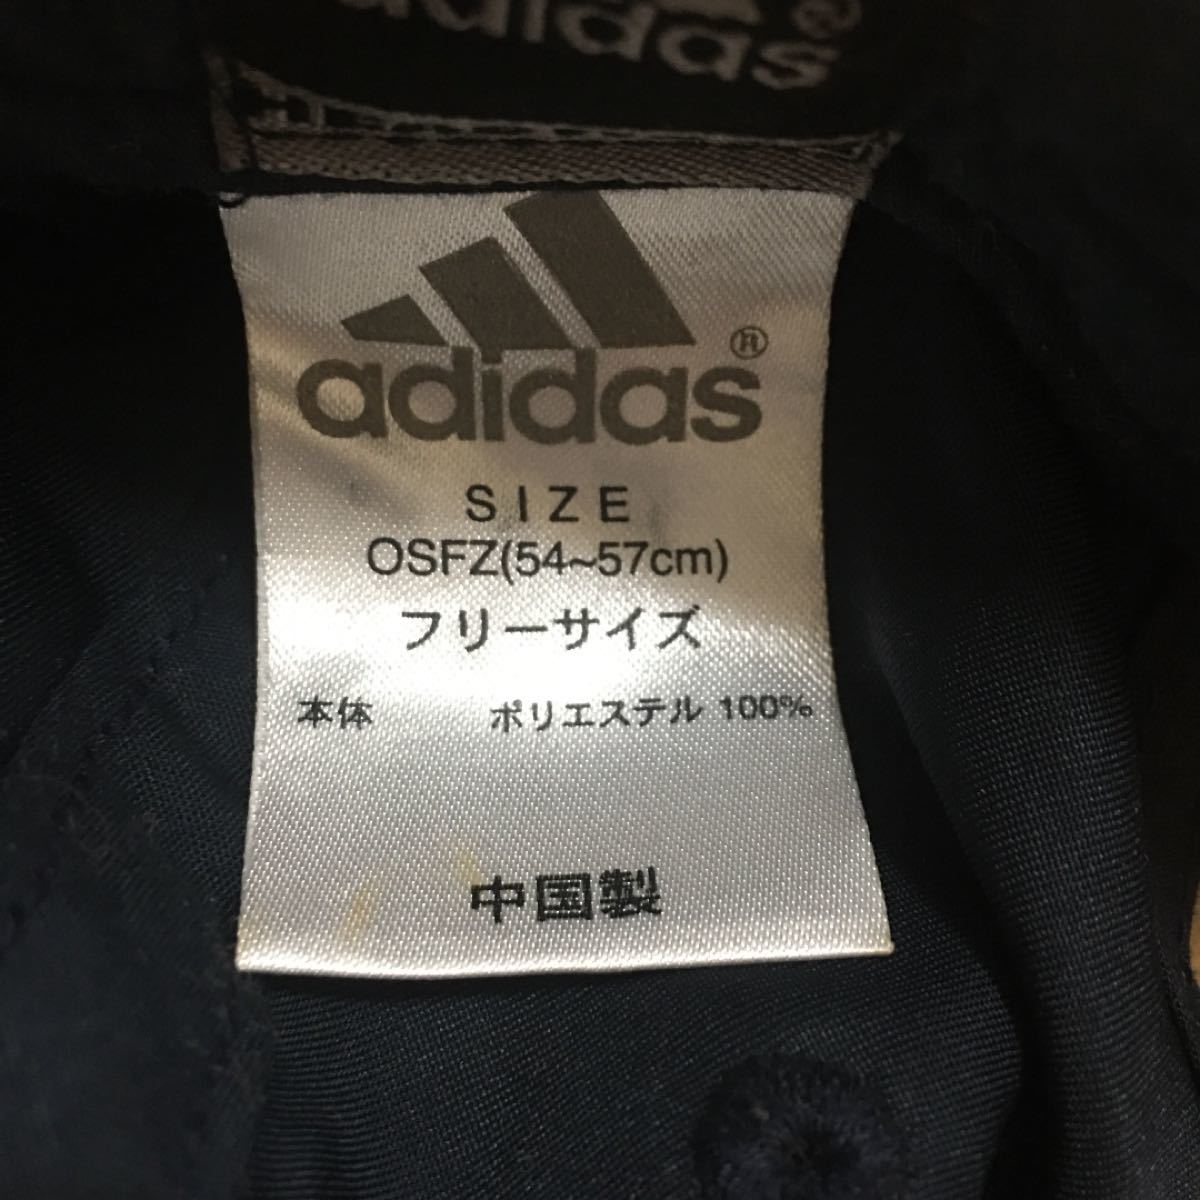 adidas
adidas®
SIZE
OSFZ(54~57cm)
フリーサイズ
本体 ポリエステル 100%
中国製